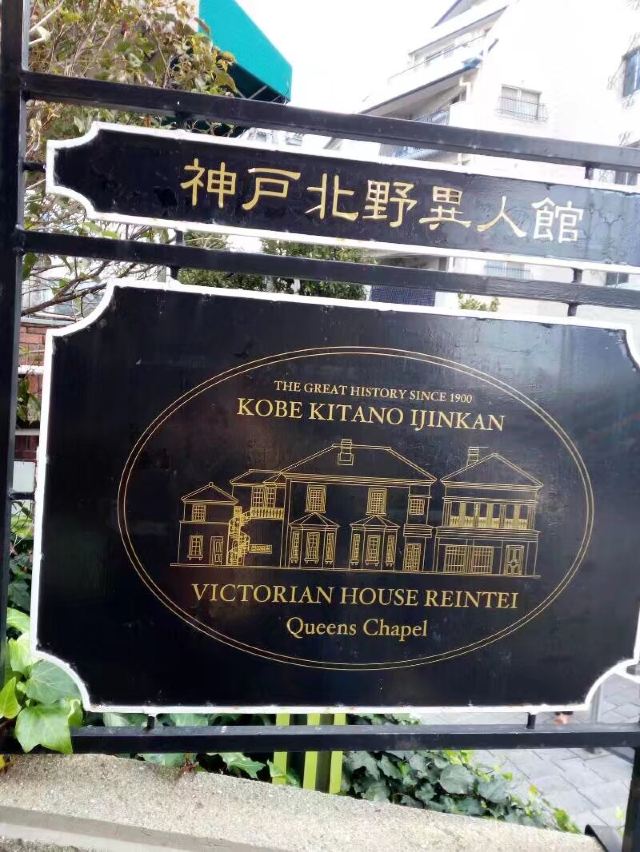 神戸北野異人館
THE GREAT HISTORY SINCE 1900
KOBE KITANO IJINKAN
VICTORIAN HOUSE REINTEI
Queens Chapel